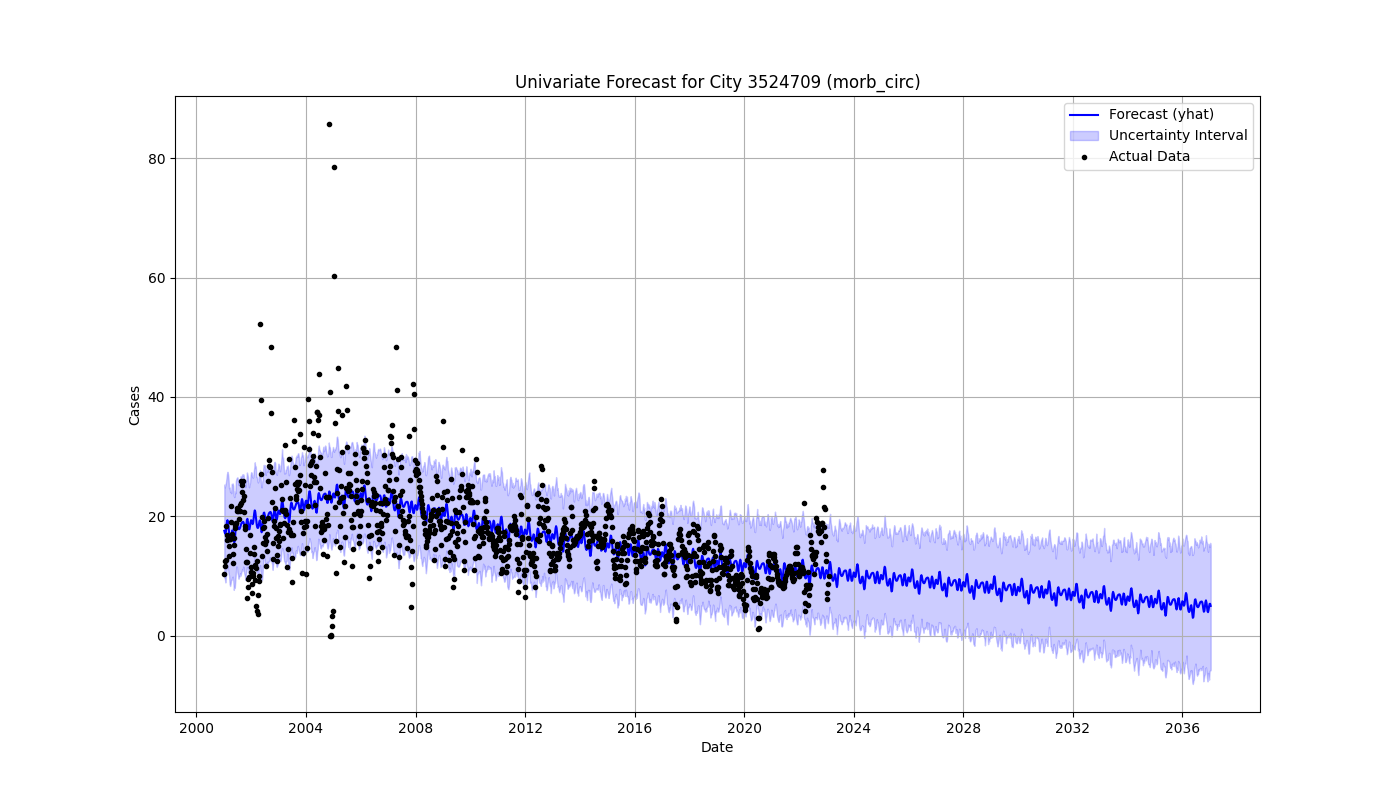 Univariate Forecast for City 3524709 (morb_circ)
Forecast (yhat)
Uncertainty Interval
Actual Data
Cases
80
60
40
20
0
2000 2004 2008 2012 2016 2020 2024 2028 2032 2036
Date